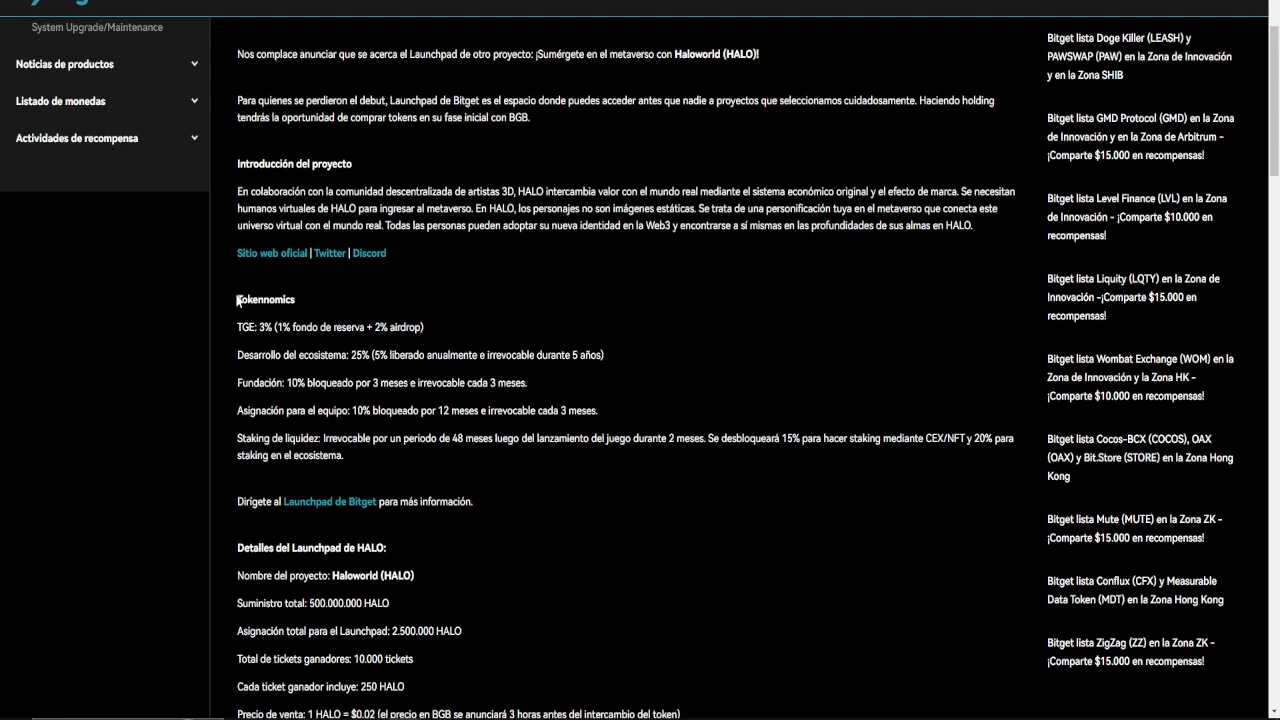 System Upgrade/Maintenance
Noticias de productos
Listado de monedas
Actividades de recompensa
Nos complace anunciar que se acerca el Launchpad de otro proyecto: ¡Sumérgete en el metaverso con Haloworld (HALO)!
Para quienes se perdieron el debut, Launchpad de Bitget es el espacio donde puedes acceder antes que nadie a proyectos que seleccionamos cuidadosamente. Haciendo holding
tendrás la oportunidad de comprar tokens en su fase inicial con BGB.
Introducción del proyecto
En colaboración con la comunidad descentralizada de artistas 3D, HALO intercambia valor con el mundo real mediante el sistema económico original y el efecto de marca. Se necesitan
humanos virtuales de HALO para ingresar al metaverso. En HALO, los personajes no son imágenes estáticas. Se trata de una personificación tuya en el metaverso que conecta este
universo virtual con el mundo real. Todas las personas pueden adoptar su nueva identidad en la Web3 y encontrarse a sí mismas en las profundidades de sus almas en HALO.
Sitio web oficial | Twitter | Discord
Tokennomics
TGE: 3% (1% fondo de reserva + 2% airdrop)
Desarrollo del ecosistema: 25% (5% liberado anualmente e irrevocable durante 5 años)
Fundación: 10% bloqueado por 3 meses e irrevocable cada 3 meses.
Asignación para el equipo: 10% bloqueado por 12 meses e irrevocable cada 3 meses.
Staking de liquidez: Irrevocable por un periodo de 48 meses luego del lanzamiento del juego durante 2 meses. Se desbloqueará 15% para hacer staking mediante CEX/NFT y 20% para
staking en el ecosistema.
Dirígete al Launchpad de Bitget para más información.
Detalles del Launchpad de HALO:
Nombre del proyecto: Haloworld (HALO)
Suministro total: 500.000.000 HALO
Asignación total para el Launchpad: 2.500.000 HALO
Total de tickets ganadores: 10.000 tickets
Cada ticket ganador incluye: 250 HALO
Precio de venta: 1 HALO = $0.02 (el precio en BGB se anunciará 3 horas antes del intercambio del token)
Bitget lista Doge Killer (LEASH) y
PAWSWAP (PAW) en la Zona de Innovación
y en la Zona SHIB
Bitget lista GMD Protocol (GMD) en la Zona
de Innovación y en la Zona de Arbitrum -
¡Comparte $15.000 en recompensas!
Bitget lista Level Finance (LVL) en la Zona
de Innovación - ¡Comparte $10.000 en
recompensas!
Bitget lista Liquity (LQTY) en la Zona de
Innovación -¡Comparte $15.000 en
recompensas!
Bitget lista Wombat Exchange (WOM) en la
Zona de Innovación y la Zona HK -
¡Comparte $10.000 en recompensas!
Bitget lista Cocos-BCX (COCOS), OAX
(OAX) y Bit.Store (STORE) en la Zona Hong
Kong
Bitget lista Mute (MUTE) en la Zona ZK -
¡Comparte $15.000 en recompensas!
Bitget lista Conflux (CFX) y Measurable
Data Token (MDT) en la Zona Hong Kong
Bitget lista ZigZag (ZZ) en la Zona ZK -
¡Comparte $15.000 en recompensas!